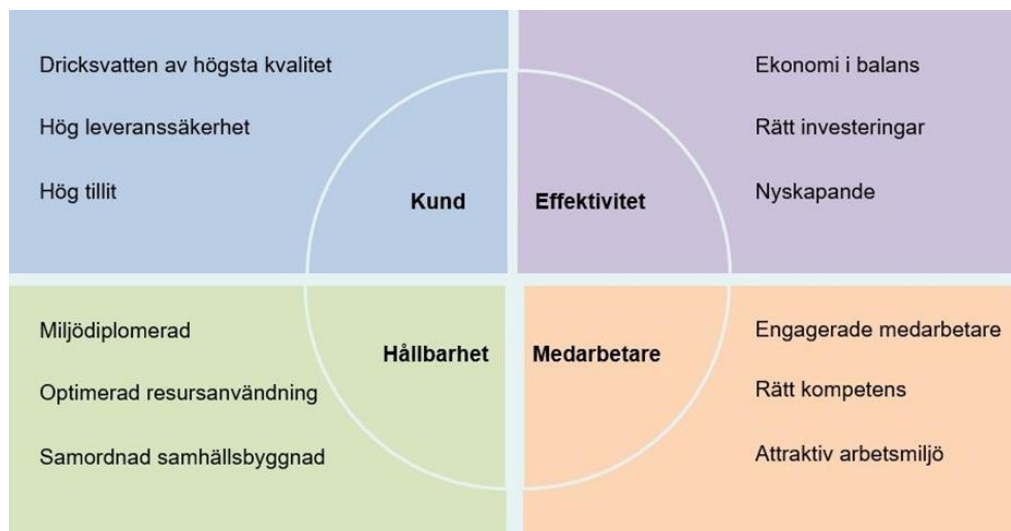 Dricksvatten av högsta kvalitet
Hög leveranssäkerhet
Hög tillit
Kund
Ekonomi i balans
Rätt investeringar
Nyskapande
Effektivitet
Miljödiplomerad
Optimerad resursanvändning
Samordnad samhällsbyggnad
Hållbarhet
Engagerade medarbetare
Rätt kompetens
Attraktiv arbetsmiljö
Medarbetare